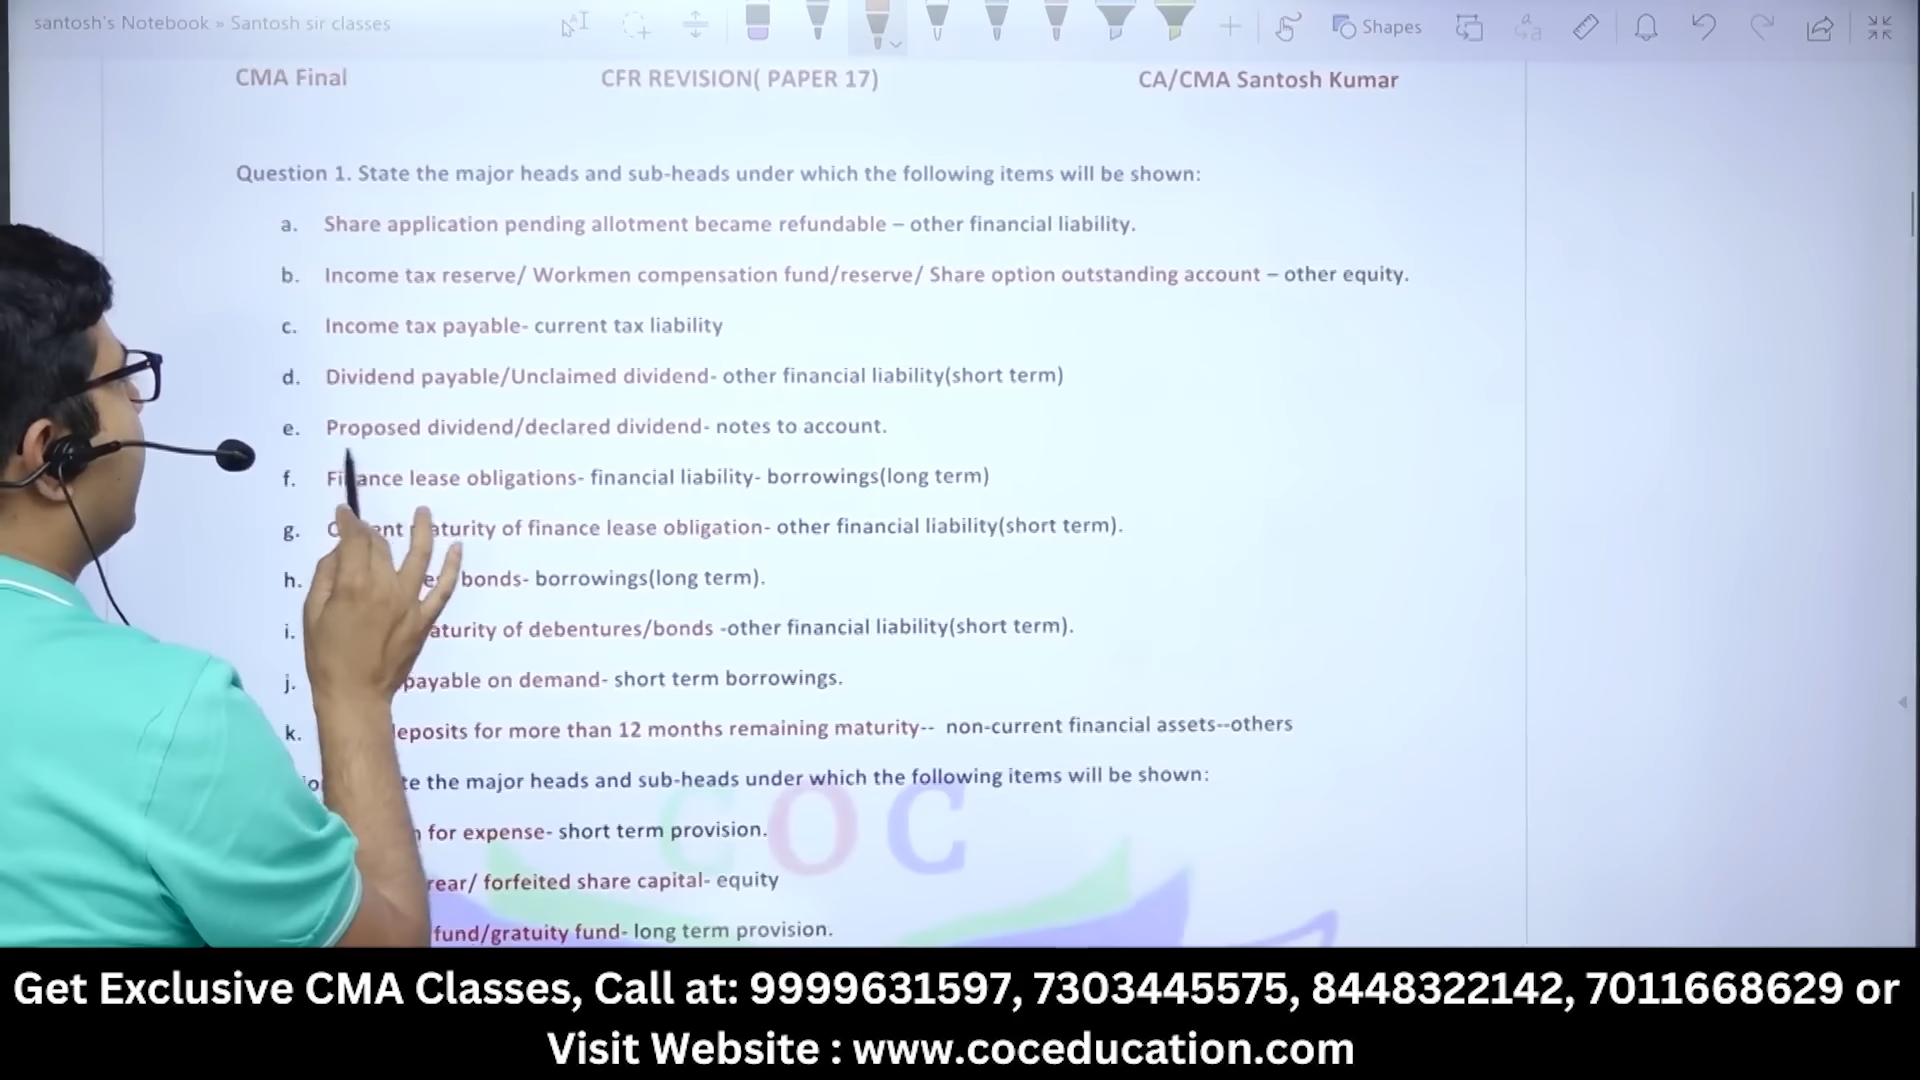 santosh's Notebook » Santosh sir classes
Shapes
CMA Final CFR REVISION( PAPER 17) CA/CMA Santosh Kumar
Question 1. State the major heads and sub-heads under which the following items will be shown:
a. Share application pending allotment became refundable – other financial liability.
b. Income tax reserve/ Workmen compensation fund/reserve/ Share option outstanding account – other equity.
c. Income tax payable- current tax liability
d. Dividend payable/Unclaimed dividend- other financial liability(short term)
e. Proposed dividend/declared dividend- notes to account.
f. Finance lease obligations- financial liability- borrowings(long term)
g. maturity of finance lease obligation- other financial liability(short term).
h. bonds- borrowings(long term).
i. maturity of debentures/bonds -other financial liability(short term).
j. payable on demand- short term borrowings.
k. deposits for more than 12 months remaining maturity-- non-current financial assets--others
the major heads and sub-heads under which the following items will be shown:
for expense- short term provision.
forfeited share capital- equity
fund/gratuity fund- long term provision.
COC
Get Exclusive CMA Classes, Call at: 9999631597, 7303445575, 8448322142, 7011668629 or
Visit Website : www.coceducation.com